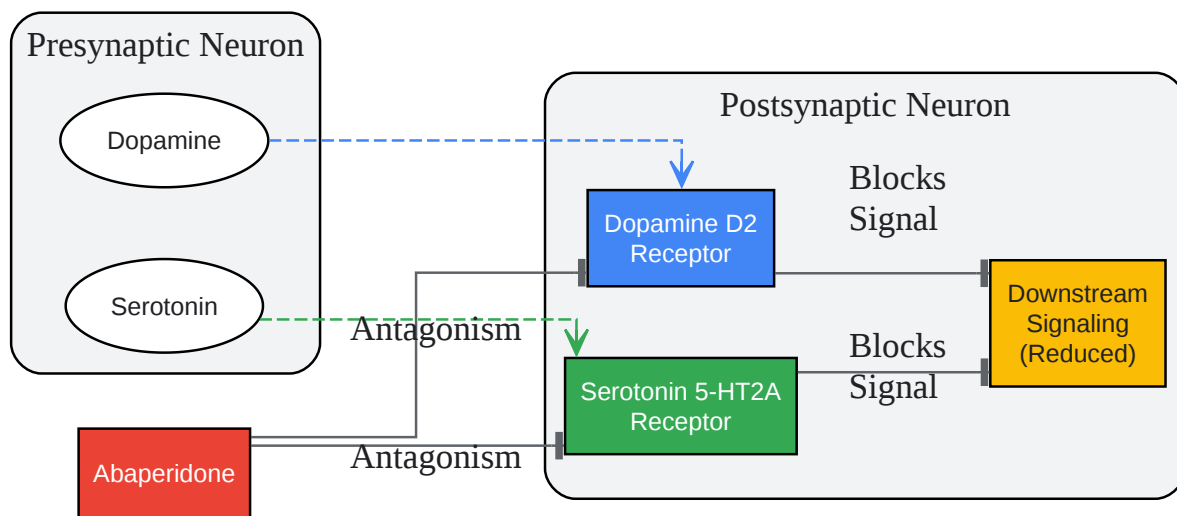 Presynaptic Neuron
Dopamine
Serotonin
Postsynaptic Neuron
Dopamine D2
Receptor
Blocks
Signal
Antagonism
Serotonin 5-HT2A
Receptor
Blocks
Signal
Downstream
Signaling
(Reduced)
Abaperidone
Antagonism